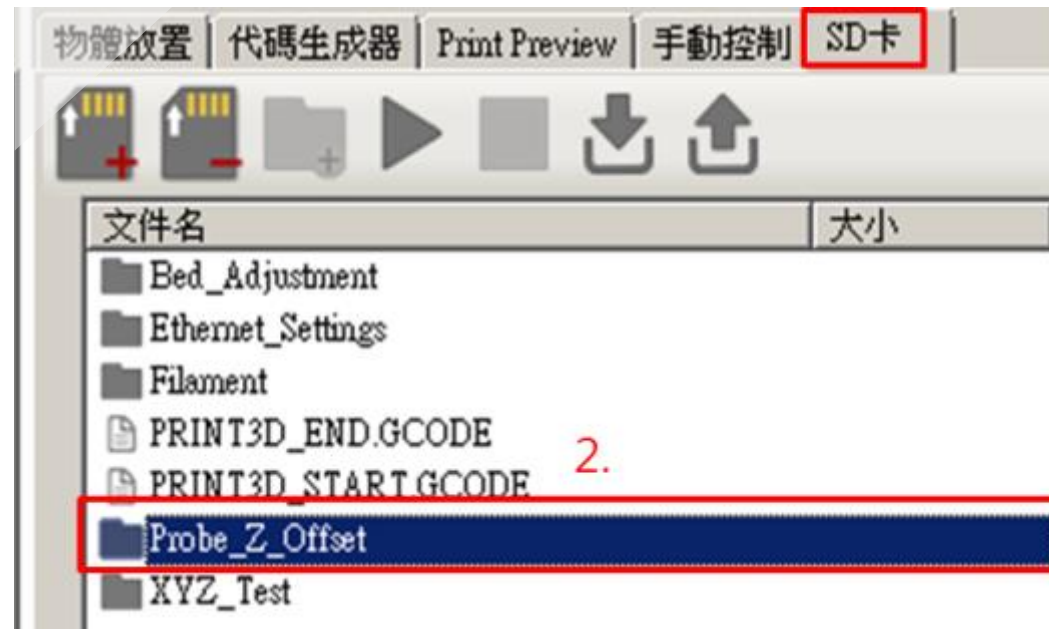 物體放置 代碼生成器 Print Preview 手動控制 SD卡
文件名 大小
Bed_Adjustment
Ethernet_Settings
Filament
PRINT3D_END.GCODE
2.
PRINT3D_START.GCODE
Probe_Z_Offset
XYZ_Test